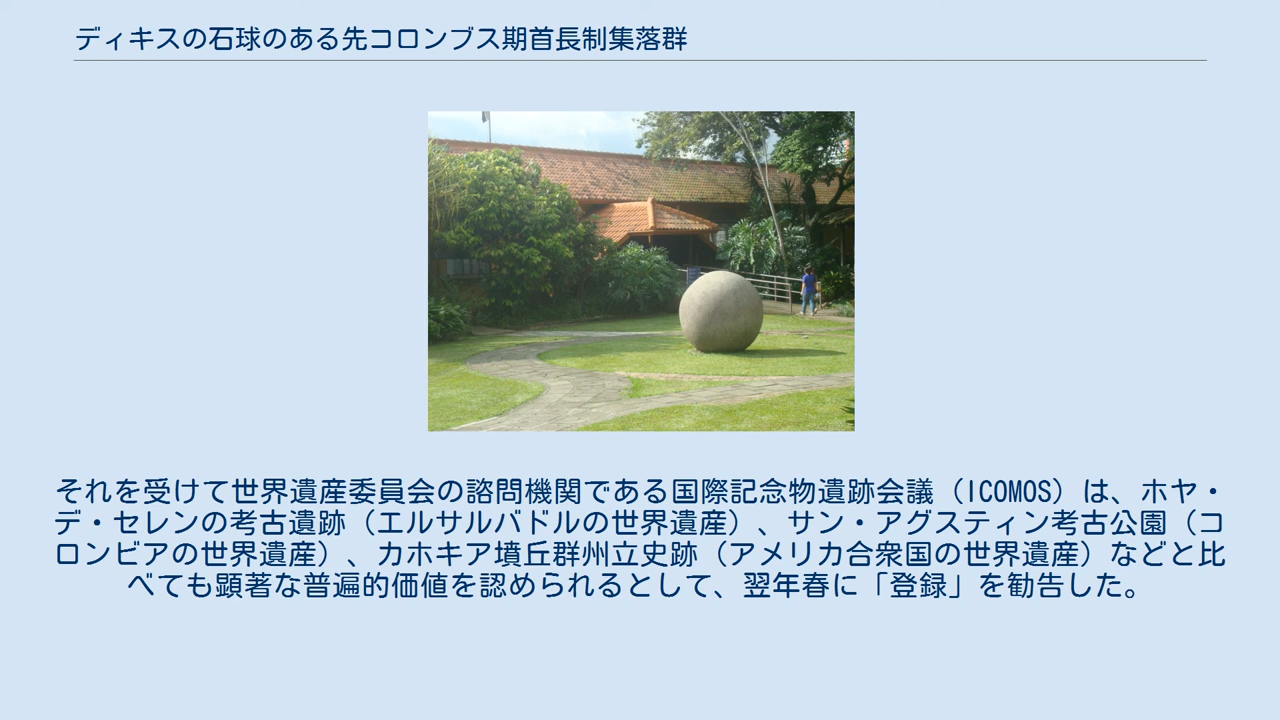 ディキスの石球のある先コロンブス期首長制集落群
それを受けて世界遺産委員会の諮問機関である国際記念物遺跡会議（ICOMOS）は、ホヤ・
デ・セレンの考古遺跡（エルサルバドルの世界遺産）、サン・アグスティン考古公園（コ
ロンビアの世界遺産）、カホキア墳丘群州立史跡（アメリカ合衆国の世界遺産）などと比
べても顕著な普遍的価値を認められるとして、翌年春に「登録」を勧告した。